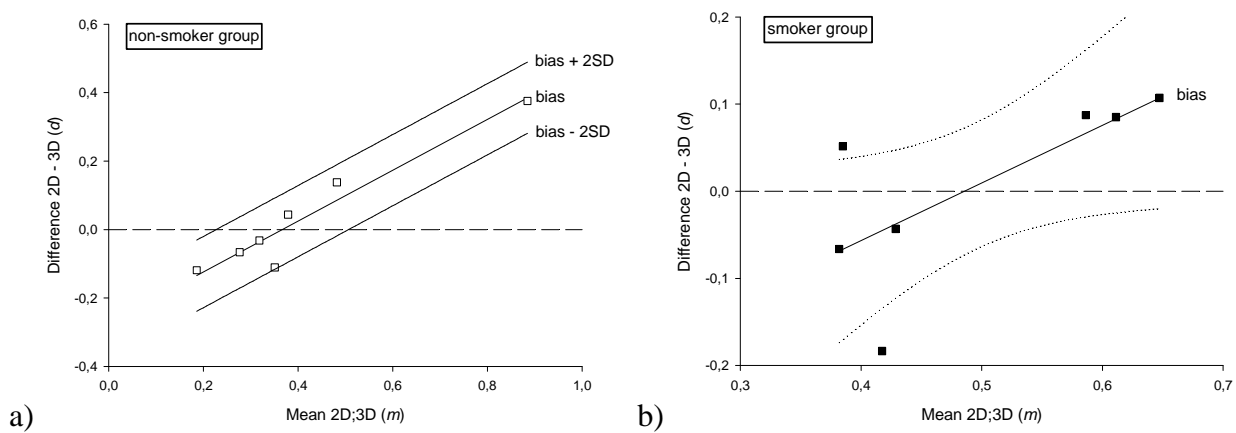 non-smoker group
bias + 2SD
bias
bias - 2SD
Difference 2D - 3D (d)
0,6
0,4
0,2
0,0
-0,2
-0,4
0,0 0,2 0,4 0,6 0,8 1,0
Mean 2D;3D (m)
a)
smoker group
bias
Difference 2D - 3D (d)
0,2
0,1
0,0
-0,1
-0,2
0,3 0,4 0,5 0,6 0,7
Mean 2D;3D (m)
b)